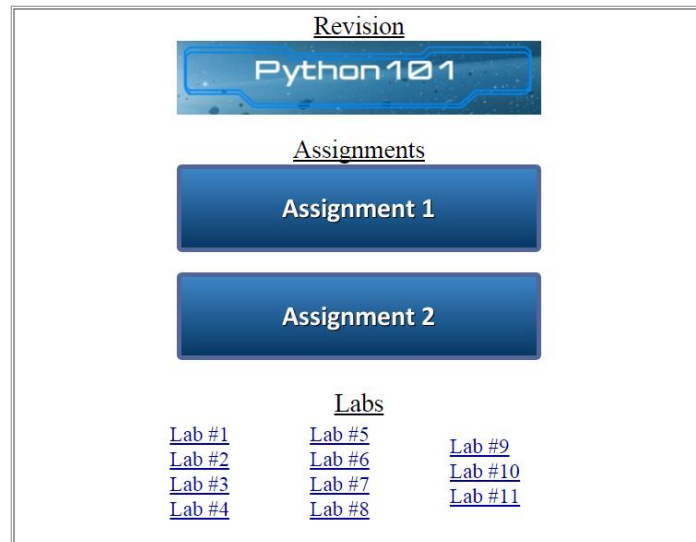 Revision
Python101
Assignments
Assignment 1
Assignment 2
Labs
Lab #1
Lab #2
Lab #3
Lab #4
Lab #5
Lab #6
Lab #7
Lab #8
Lab #9
Lab #10
Lab #11